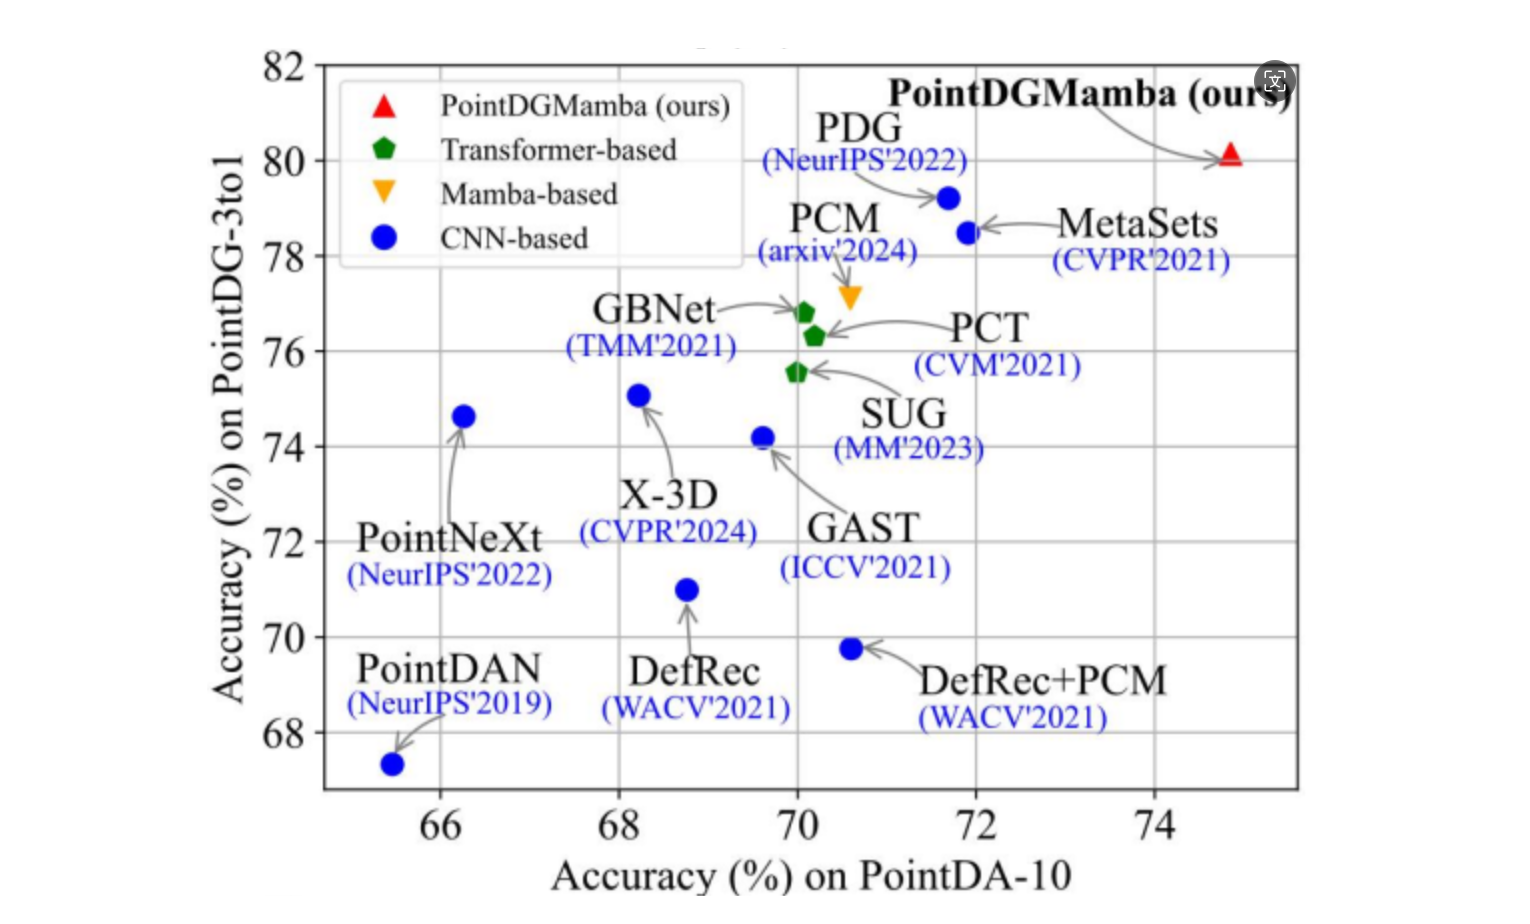 82
80
78
76
74
72
70
68
Accuracy (%) on PointDG-3to1
PointDGMamba (ours)
Transformer-based
Mamba-based
CNN-based
PointDGMamba (ours)
PDG
(NeurIPS'2022)
PCM
(arxiv'2024)
MetaSets
(CVPR'2021)
GBNet
(TMM'2021)
PCT
(CVM'2021)
SUG
(MM'2023)
X-3D
(CVPR'2024)
GAST
(ICCV'2021)
PointNeXt
(NeurIPS'2022)
PointDAN
(NeurIPS'2019)
DefRec
(WACV'2021)
DefRec+PCM
(WACV'2021)
66 68 70 72 74
Accuracy (%) on PointDA-10